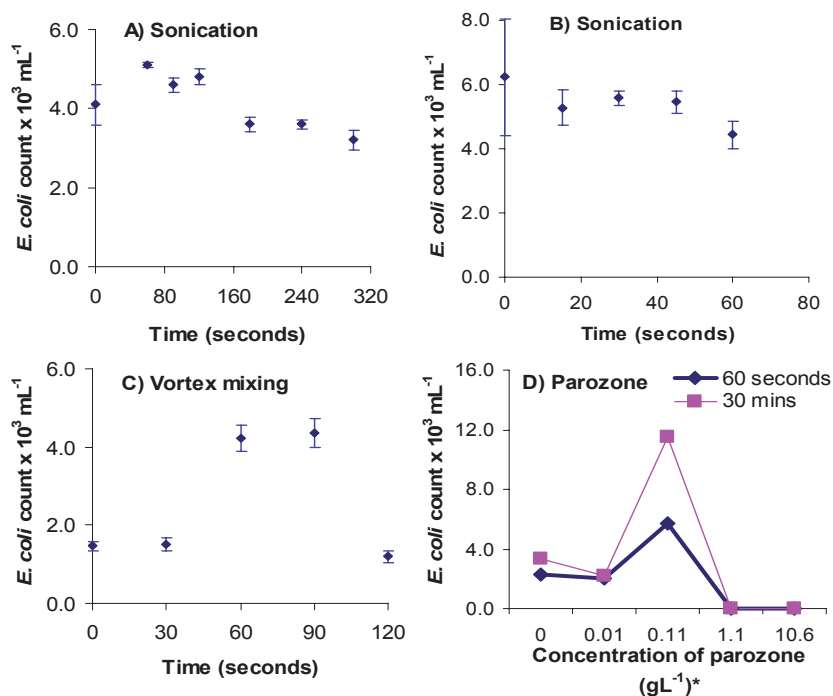 A) Sonication
E. coli count x 10³ mL⁻¹
6.0
4.0
2.0
0.0
0 80 160 240 320
Time (seconds)
B) Sonication
E. coli count x 10³ mL⁻¹
8.0
6.0
4.0
2.0
0.0
0 20 40 60 80
Time (seconds)
C) Vortex mixing
E. coli count x 10³ mL⁻¹
6.0
4.0
2.0
0.0
0 30 60 90 120
Time (seconds)
D) Parozone
60 seconds
30 mins
E. coli count x 10³ mL⁻¹
16.0
12.0
8.0
4.0
0.0
0 0.01 0.11 1.1 10.6
Concentration of parozone
(gL⁻¹)*